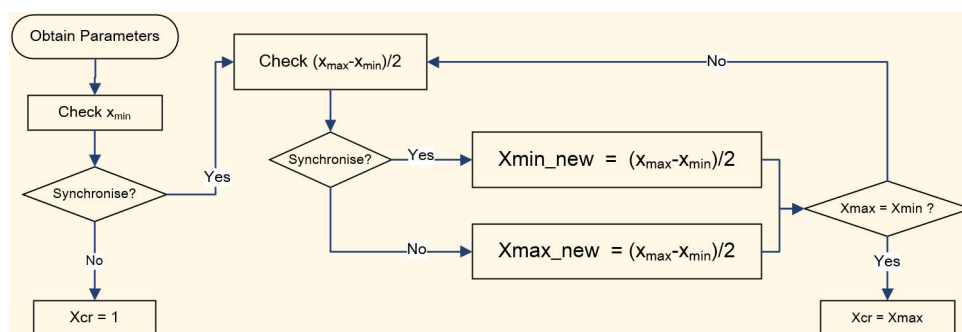 Obtain Parameters
Check xmin
Synchronise?
Yes
No
Xcr = 1
Check (xmax-xmin)/2
Synchronise?
Yes
No
Xmin_new = (xmax-xmin)/2
Xmax_new = (xmax-xmin)/2
No
Xmax = Xmin ?
Yes
Xcr = Xmax